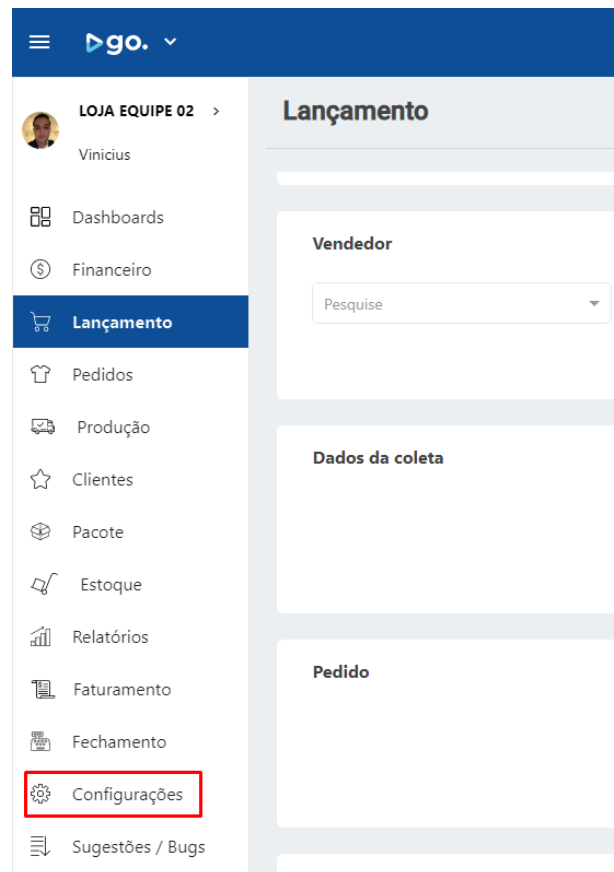 go.
LOJA EQUIPE 02 >
Vinicius
Dashboards
Financeiro
Lançamento
Pedidos
Produção
Clientes
Pacote
Estoque
Relatórios
Faturamento
Fechamento
Configurações
Sugestões / Bugs
Lançamento
Vendedor
Pesquise
Dados da coleta
Pedido